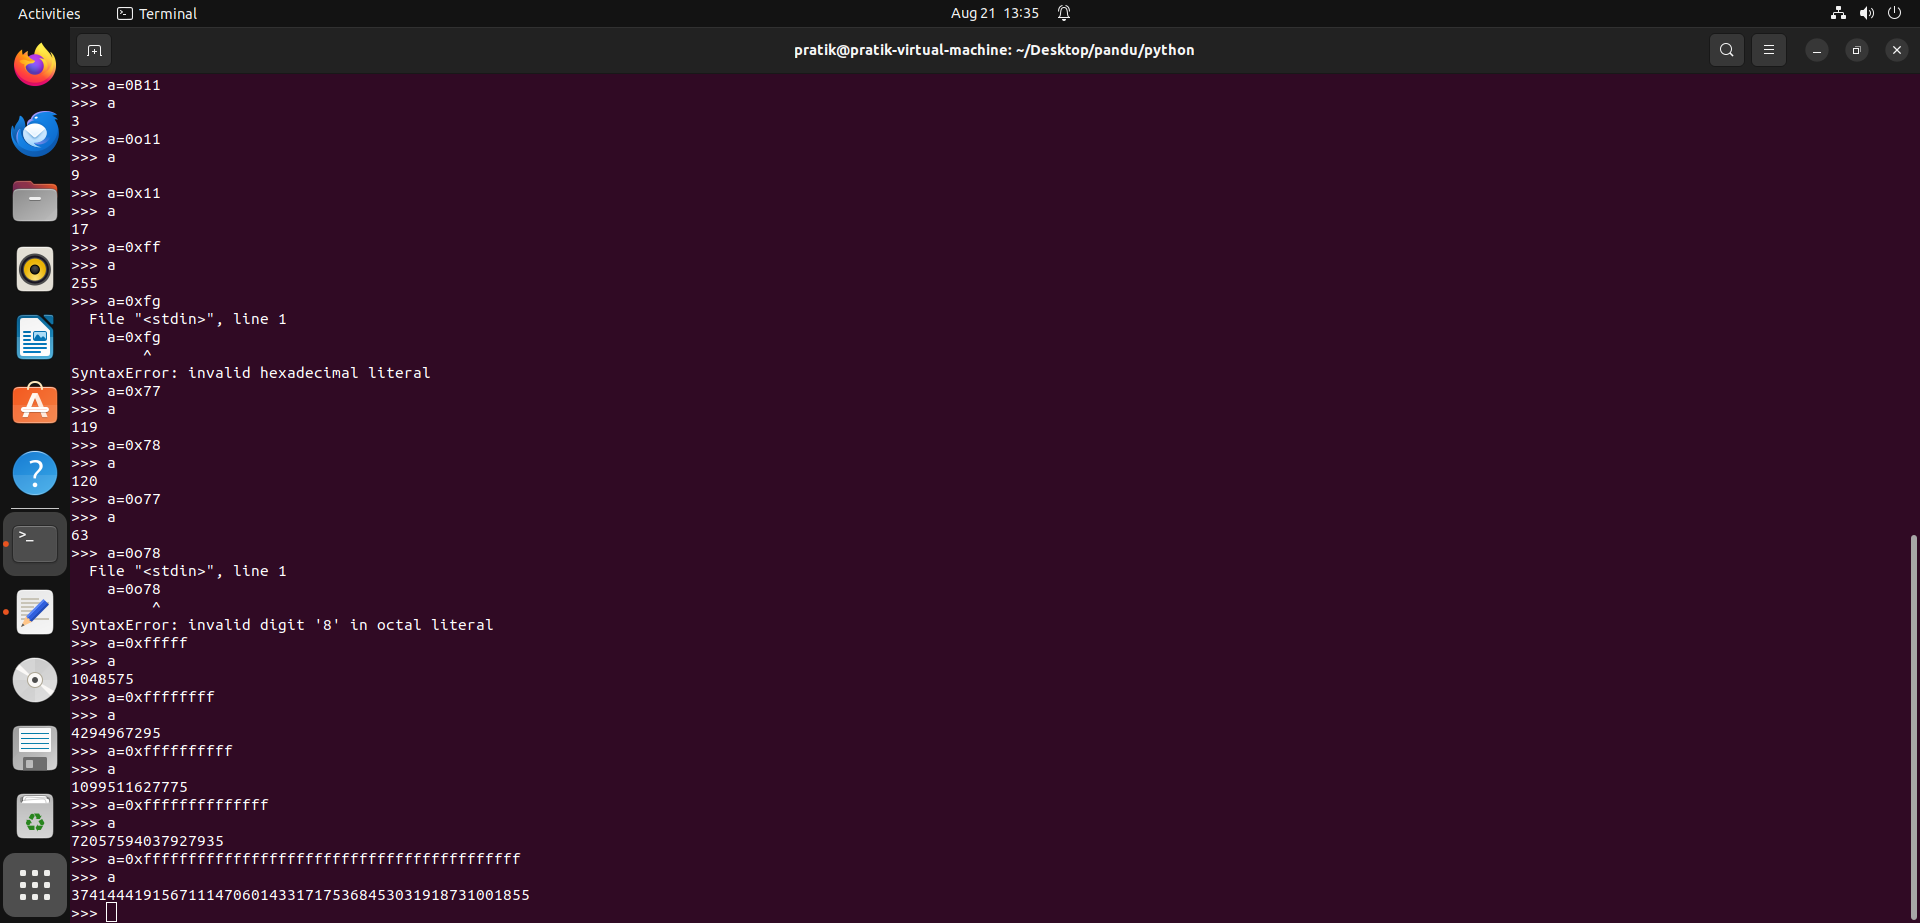 Activities
Terminal
Aug 21 13:35
pratik@pratik-virtual-machine: ~/Desktop/pandu/python
>>> a=0B11
>>> a
3
>>> a=0o11
>>> a
9
>>> a=0x11
>>> a
17
>>> a=0xff
>>> a
255
>>> a=0xfg
  File "<stdin>", line 1
    a=0xfg
        ^
SyntaxError: invalid hexadecimal literal
>>> a=0x77
>>> a
119
>>> a=0x78
>>> a
120
>>> a=0o77
>>> a
63
>>> a=0o78
  File "<stdin>", line 1
    a=0o78
         ^
SyntaxError: invalid digit '8' in octal literal
>>> a=0xfffff
>>> a
1048575
>>> a=0xffffffff
>>> a
4294967295
>>> a=0xffffffffff
>>> a
1099511627775
>>> a=0xffffffffffffff
>>> a
72057594037927935
>>> a=0xffffffffffffffffffffffffffffffffffffffffff
>>> a
374144419156711147060143317175368453031918731001855
>>>